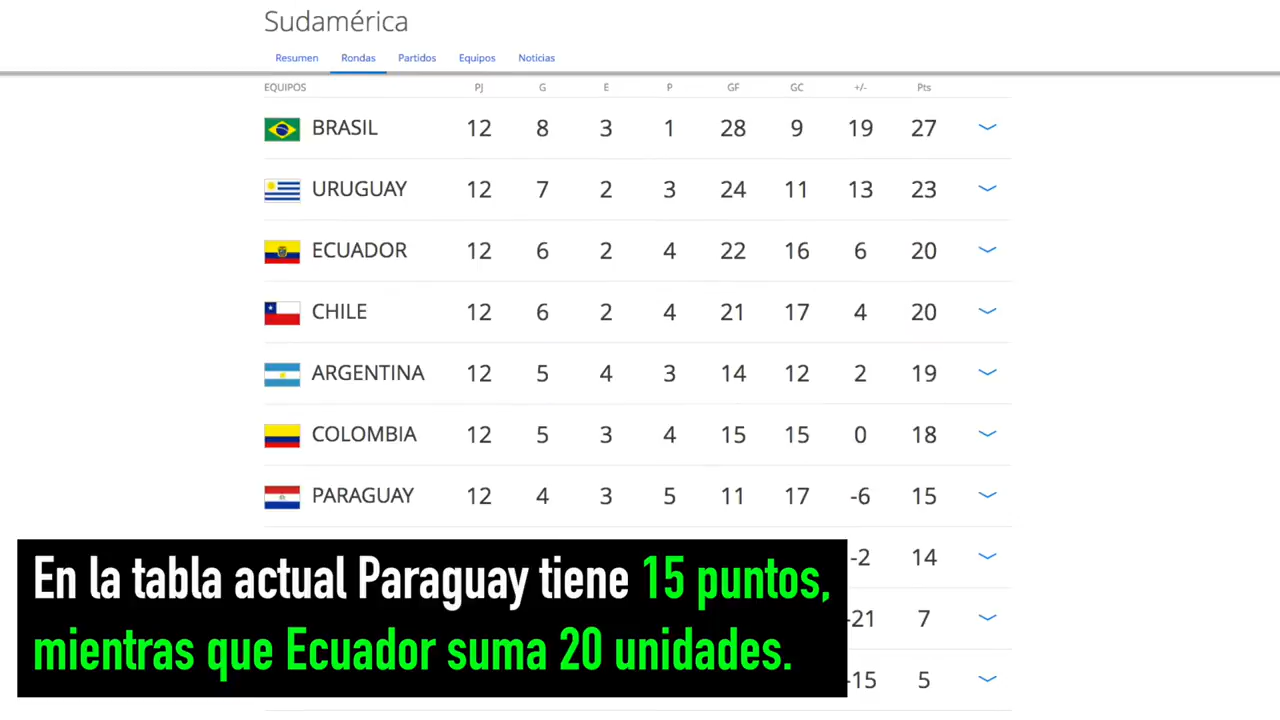 Sudamérica
Resumen Rondas Partidos Equipos Noticias
EQUIPOS PJ G E P GF GC +/- Pts
BRASIL 12 8 3 1 28 9 19 27
URUGUAY 12 7 2 3 24 11 13 23
ECUADOR 12 6 2 4 22 16 6 20
CHILE 12 6 2 4 21 17 4 20
ARGENTINA 12 5 4 3 14 12 2 19
COLOMBIA 12 5 3 4 15 15 0 18
PARAGUAY 12 4 3 5 11 17 -6 15
-2 14
-21 7
-15 5
En la tabla actual Paraguay tiene 15 puntos,
mientras que Ecuador suma 20 unidades.